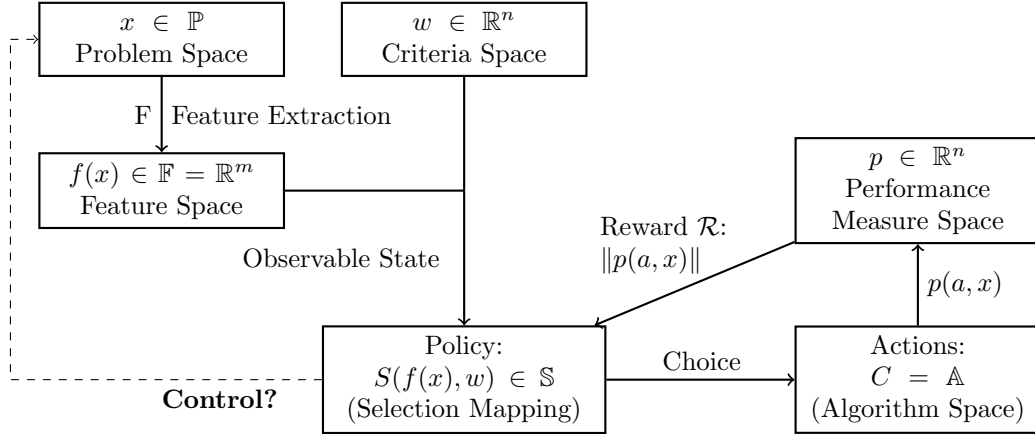 x ∈ ℙ
Problem Space
w ∈ ℝⁿ
Criteria Space
F
Feature Extraction
f(x) ∈ 𝔽 = ℝᵐ
Feature Space
p ∈ ℝⁿ
Performance
Measure Space
Reward ℛ:
‖p(a, x)‖
Observable State
p(a, x)
Policy:
S(f(x), w) ∈ 𝕊
(Selection Mapping)
Choice
Actions:
C = 𝔸
(Algorithm Space)
Control?